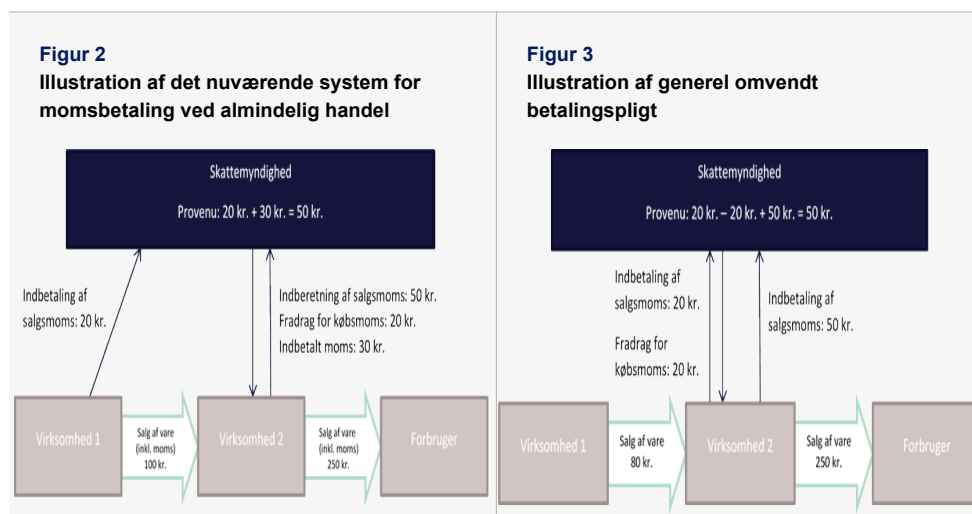 Figur 2
Illustration af det nuværende system for
momsbetaling ved almindelig handel
Skattemyndighed
Provenu: 20 kr. + 30 kr. = 50 kr.
Indbetaling af
salgsmoms: 20 kr.
Indberetning af salgsmoms: 50 kr.
Fradrag for købsmoms: 20 kr.
Indbetalt moms: 30 kr.
Virksomhed 1
Salg af vare
(inkl. moms)
100 kr.
Virksomhed 2
Salg af vare
(inkl. moms)
250 kr.
Forbruger
Figur 3
Illustration af generel omvendt
betalingspligt
Skattemyndighed
Provenu: 20 kr. – 20 kr. + 50 kr. = 50 kr.
Indbetaling af
salgsmoms: 20 kr.
Fradrag for
købsmoms: 20 kr.
Indbetaling af
salgsmoms: 50 kr.
Virksomhed 1
Salg af vare
80 kr.
Virksomhed 2
Salg af vare
250 kr.
Forbruger